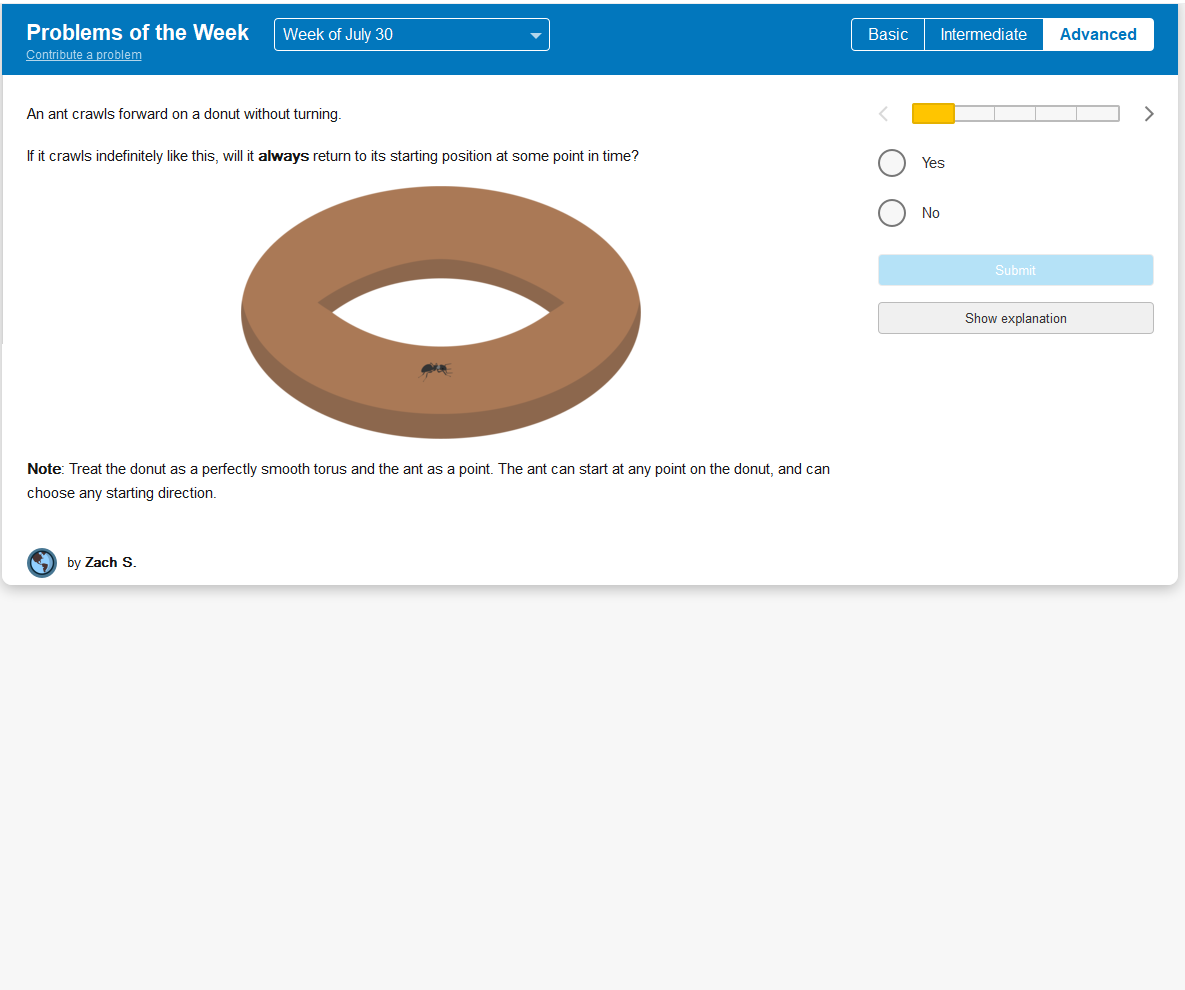 Problems of the Week
Contribute a problem
Week of July 30
Basic Intermediate Advanced
An ant crawls forward on a donut without turning.
If it crawls indefinitely like this, will it always return to its starting position at some point in time?
Yes
No
Submit
Show explanation
Note: Treat the donut as a perfectly smooth torus and the ant as a point. The ant can start at any point on the donut, and can
choose any starting direction.
by Zach S.